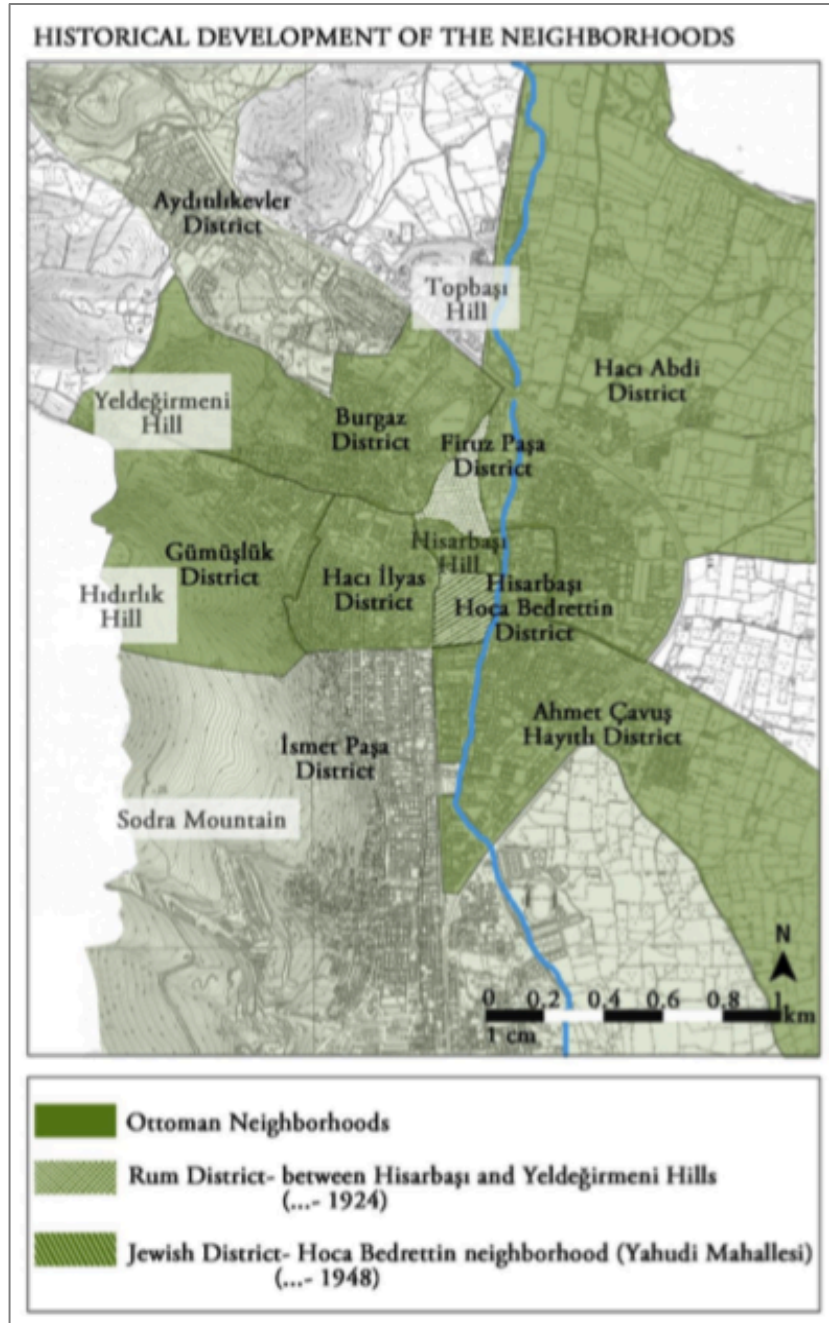 HISTORICAL DEVELOPMENT OF THE NEIGHBORHOODS
Aydınlıkevler
District
Topbaşı
Hill
Hacı Abdi
District
Yeldeğirmeni
Hill
Burgaz
District
Firuz Paşa
District
Hisarbaşı
Hill
Gümüşlük
District
Hacı İlyas
District
Hisarbaşı
Hoca Bedrettin
District
Hıdırlık
Hill
Ahmet Çavuş
Hayıtlı District
İsmet Paşa
District
Sodra Mountain
N
0 0,2 0,4 0,6 0,8 1
km
1 cm
Ottoman Neighborhoods
Rum District- between Hisarbaşı and Yeldeğirmeni Hills
(...- 1924)
Jewish District- Hoca Bedrettin neighborhood (Yahudi Mahallesi)
(...- 1948)